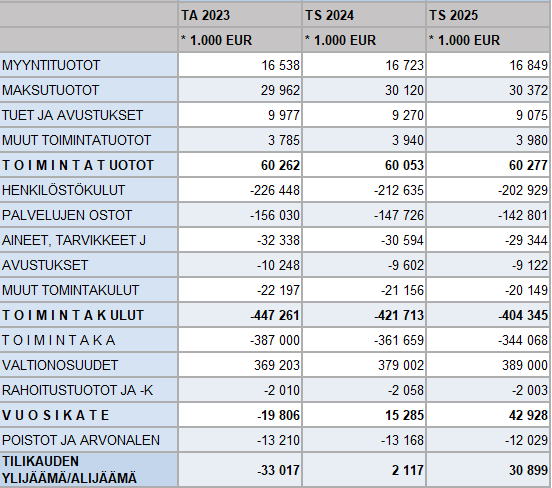 TA 2023 TS 2024 TS 2025
* 1.000 EUR * 1.000 EUR * 1.000 EUR
MYYNTITUOTOT 16 538 16 723 16 849
MAKSUTUOTOT 29 962 30 120 30 372
TUET JA AVUSTUKSET 9 977 9 270 9 075
MUUT TOIMINTATUOTOT 3 785 3 940 3 980
T O I M I N T A T U O T O T 60 262 60 053 60 277
HENKILÖSTÖKULUT -226 448 -212 635 -202 929
PALVELUJEN OSTOT -156 030 -147 726 -142 801
AINEET, TARVIKKEET J -32 338 -30 594 -29 344
AVUSTUKSET -10 248 -9 602 -9 122
MUUT TOMINTAKULUT -22 197 -21 156 -20 149
T O I M I N T A K U L U T -447 261 -421 713 -404 345
T O I M I N T A K A -387 000 -361 659 -344 068
VALTIONOSUUDET 369 203 379 002 389 000
RAHOITUSTUOTOT JA -K -2 010 -2 058 -2 003
V U O S I K A T E -19 806 15 285 42 928
POISTOT JA ARVONALEN -13 210 -13 168 -12 029
TILIKAUDEN
YLIJÄÄMÄ/ALIJÄÄMÄ -33 017 2 117 30 899